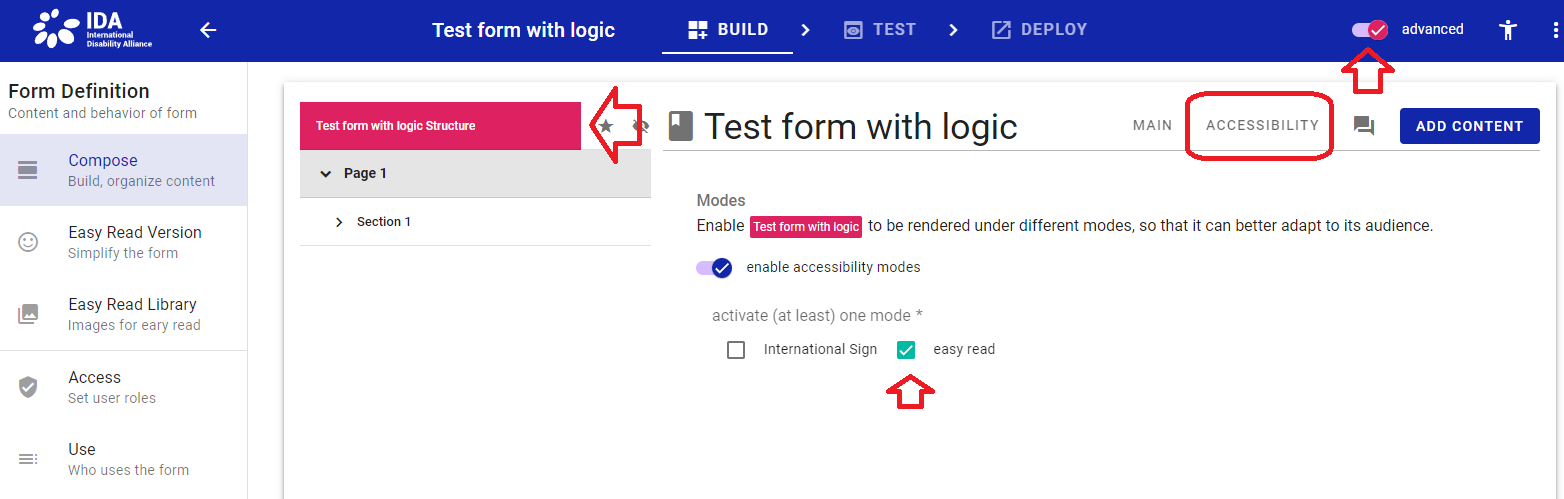 IDA
International
Disability Alliance
Test form with logic
BUILD
TEST
DEPLOY
advanced
Form Definition
Content and behavior of form
Compose
Build, organize content
Easy Read Version
Simplify the form
Easy Read Library
Images for eary read
Access
Set user roles
Use
Who uses the form
Test form with logic Structure
Page 1
Section 1
Test form with logic
MAIN
ACCESSIBILITY
ADD CONTENT
Modes
Enable Test form with logic to be rendered under different modes, so that it can better adapt to its audience.
enable accessibility modes
activate (at least) one mode *
International Sign
easy read